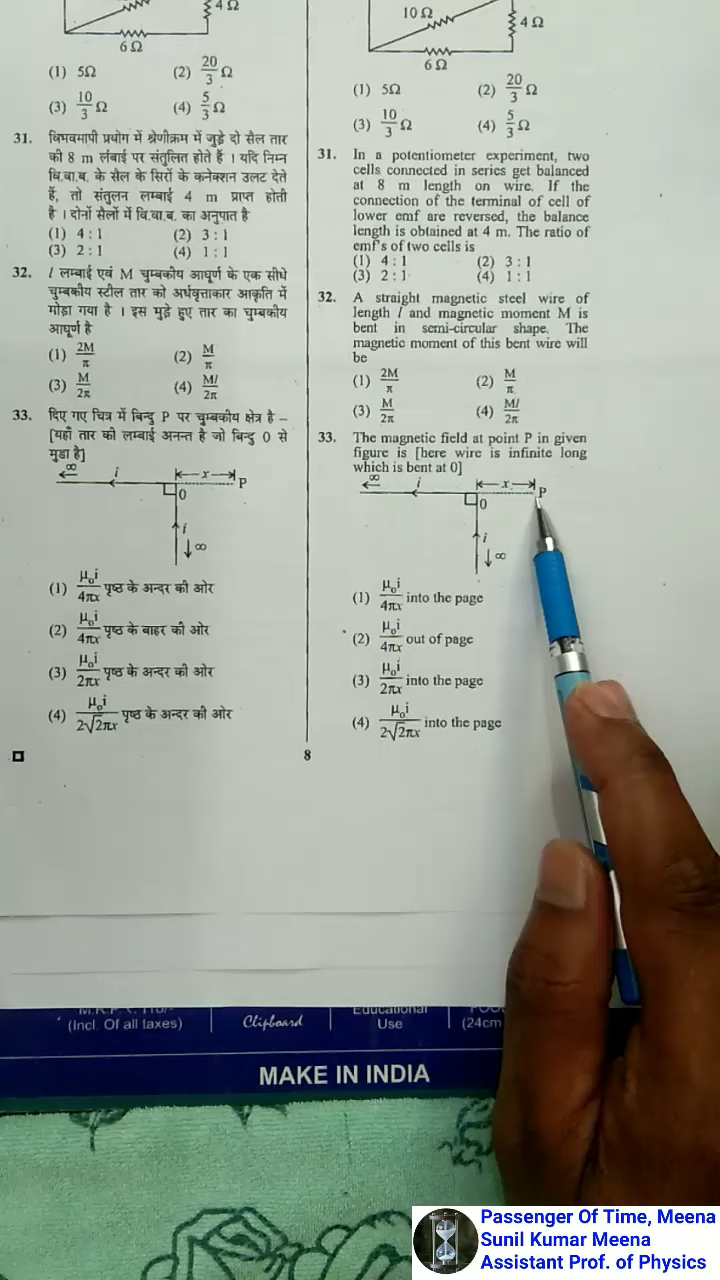 4 Ω
6 Ω
(1) 5Ω (2) 20/3 Ω
(3) 10/3 Ω (4) 5/3 Ω
31. विभवमापी प्रयोग में श्रेणीक्रम में जुड़े दो सैल तार
की 8 m लंबाई पर संतुलित होते हैं । यदि निम्न
वि.वा.ब. के सैल के सिरों के कनेक्शन उलट देते
हैं, तो संतुलन लम्बाई 4 m प्राप्त होती
है । दोनों सैलों में वि.वा.ब. का अनुपात है
(1) 4 : 1 (2) 3 : 1
(3) 2 : 1 (4) 1 : 1
32. l लम्बाई एवं M चुम्बकीय आघूर्ण के एक सीधे
चुम्बकीय स्टील तार को अर्धवृत्ताकार आकृति में
मोड़ा गया है । इस मुड़े हुए तार का चुम्बकीय
आघूर्ण है
(1) 2M/π (2) M/π
(3) M/2π (4) Ml/2π
33. दिए गए चित्र में बिन्दु P पर चुम्बकीय क्षेत्र है –
[यहाँ तार की लम्बाई अनन्त है जो बिन्दु 0 से
मुडा है]
∞ i x P
0
i
∞
(1) μ₀i/4πx पृष्ठ के अन्दर की ओर
(2) μ₀i/4πx पृष्ठ के बाहर की ओर
(3) μ₀i/2πx पृष्ठ के अन्दर की ओर
(4) μ₀i/2√2πx पृष्ठ के अन्दर की ओर
10 Ω
4 Ω
6 Ω
(1) 5Ω (2) 20/3 Ω
(3) 10/3 Ω (4) 5/3 Ω
31. In a potentiometer experiment, two
cells connected in series get balanced
at 8 m length on wire. If the
connection of the terminal of cell of
lower emf are reversed, the balance
length is obtained at 4 m. The ratio of
emf's of two cells is
(1) 4 : 1 (2) 3 : 1
(3) 2 : 1 (4) 1 : 1
32. A straight magnetic steel wire of
length l and magnetic moment M is
bent in semi-circular shape. The
magnetic moment of this bent wire will
be
(1) 2M/π (2) M/π
(3) M/2π (4) Ml/2π
33. The magnetic field at point P in given
figure is [here wire is infinite long
which is bent at 0]
∞ i x P
0
i
∞
(1) μ₀i/4πx into the page
(2) μ₀i/4πx out of page
(3) μ₀i/2πx into the page
(4) μ₀i/2√2πx into the page
8
(Incl. Of all taxes)
Clipboard
Educational
Use
(24cm
MAKE IN INDIA
Passenger Of Time, Meena
Sunil Kumar Meena
Assistant Prof. of Physics